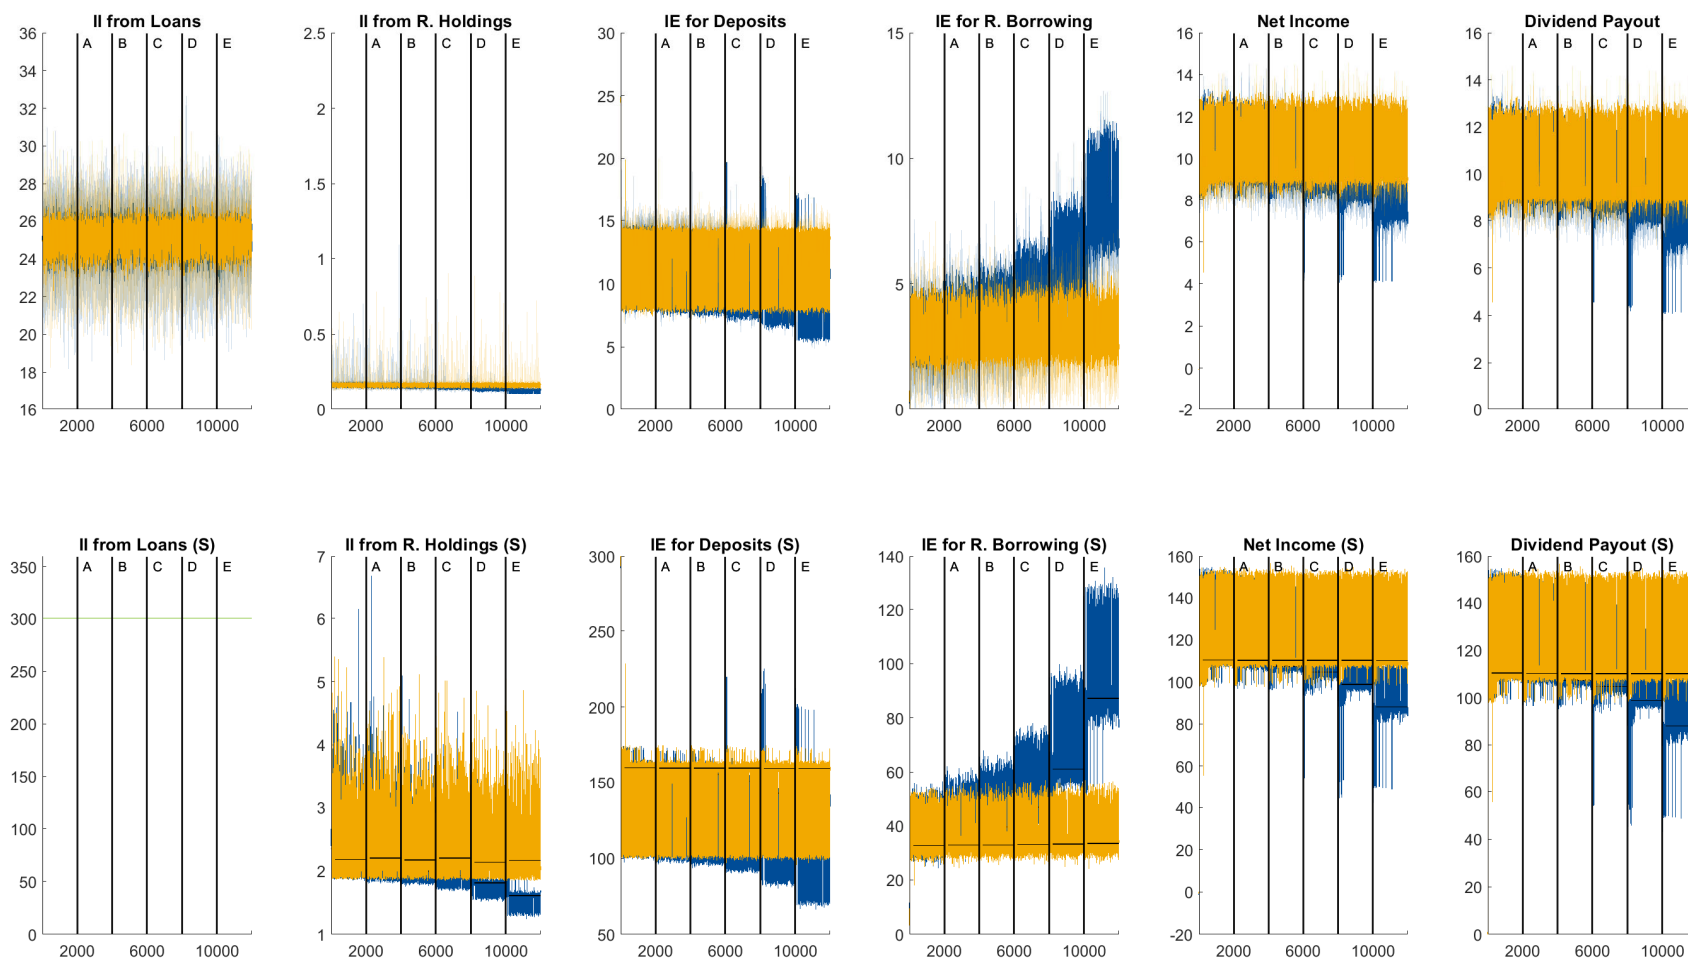 II from Loans
36
34
32
30
28
26
24
22
20
18
16
A B C D E
2000 6000 10000
II from R. Holdings
2.5
2
1.5
1
0.5
0
A B C D E
2000 6000 10000
IE for Deposits
30
25
20
15
10
5
0
A B C D E
2000 6000 10000
IE for R. Borrowing
15
10
5
0
A B C D E
2000 6000 10000
Net Income
16
14
12
10
8
6
4
2
0
-2
A B C D E
2000 6000 10000
Dividend Payout
16
14
12
10
8
6
4
2
0
A B C D E
2000 6000 10000
II from Loans (S)
350
300
250
200
150
100
50
0
A B C D E
2000 6000 10000
II from R. Holdings (S)
7
6
5
4
3
2
1
A B C D E
2000 6000 10000
IE for Deposits (S)
300
250
200
150
100
50
A B C D E
2000 6000 10000
IE for R. Borrowing (S)
140
120
100
80
60
40
20
0
A B C D E
2000 6000 10000
Net Income (S)
160
140
120
100
80
60
40
20
0
-20
A B C D E
2000 6000 10000
Dividend Payout (S)
160
140
120
100
80
60
40
20
0
A B C D E
2000 6000 10000